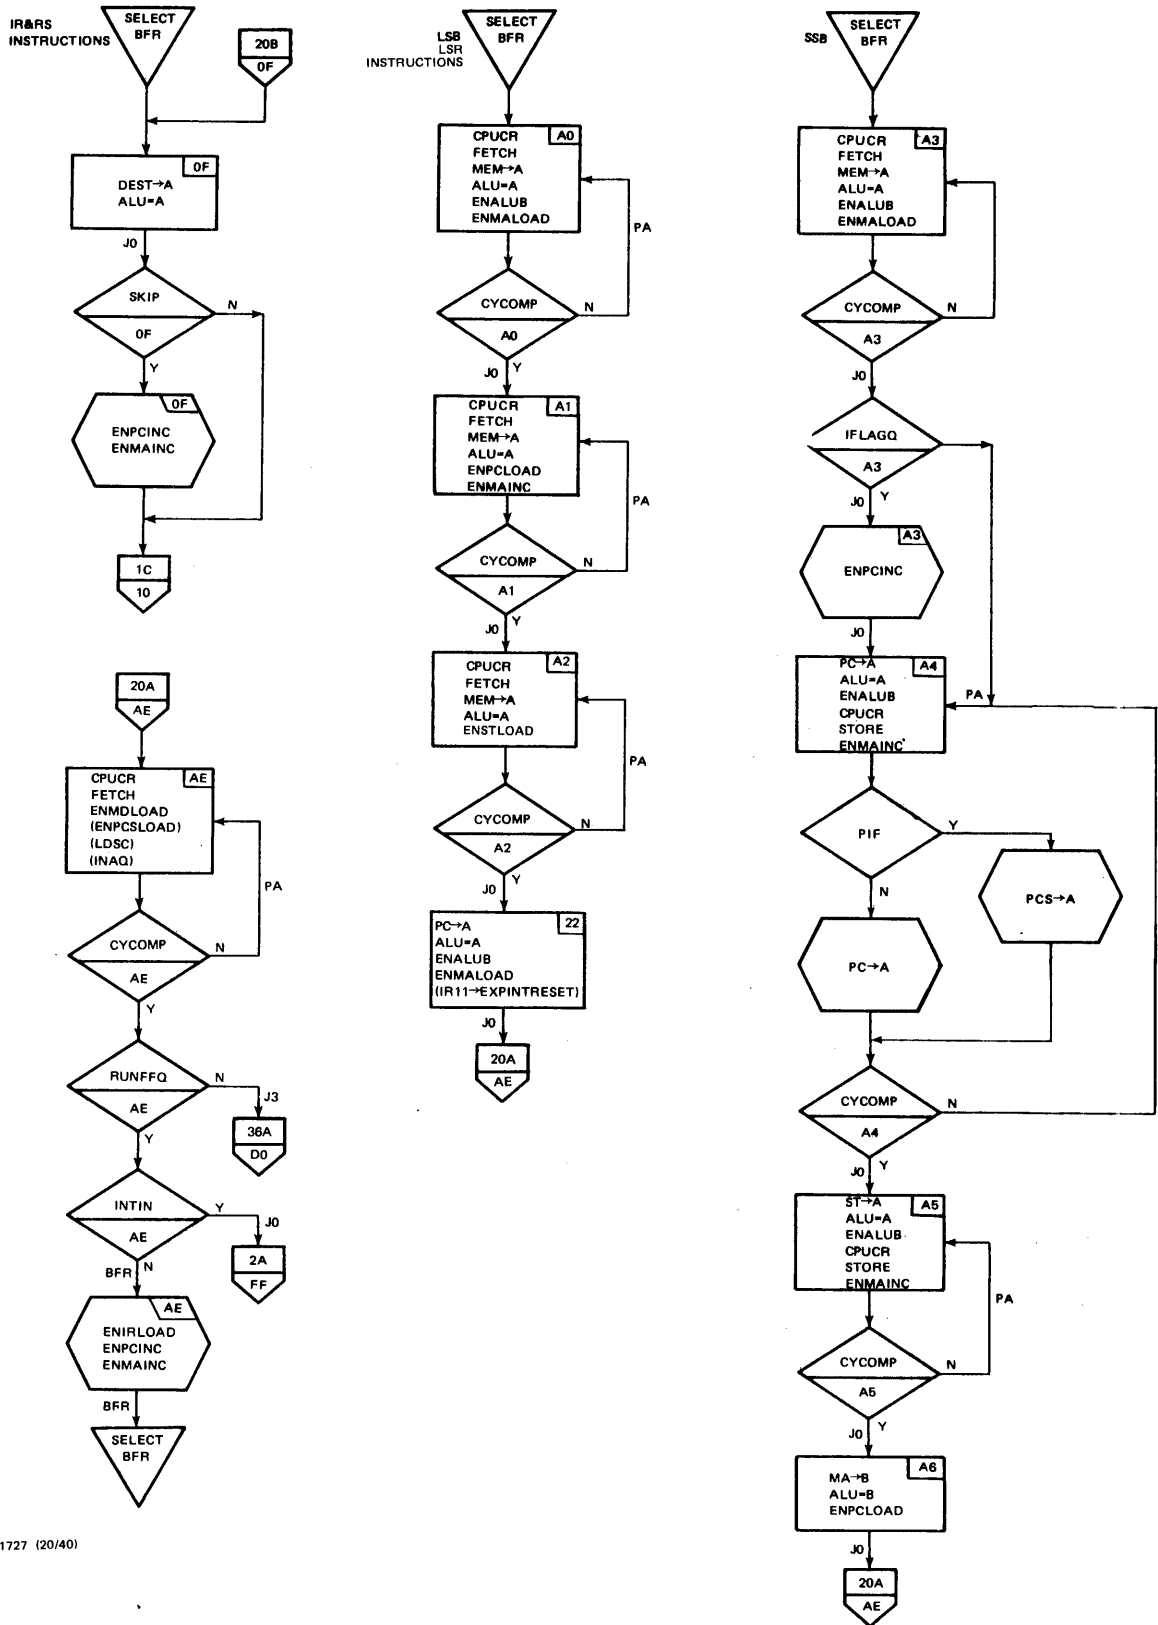 IR&RS
INSTRUCTIONS
SELECT
BFR
20B
0F
0F
DEST→A
ALU=A
J0
SKIP
N
0F
Y
0F
ENPCINC
ENMAINC
1C
10
20A
AE
AE
CPUCR
FETCH
ENMDLOAD
(ENPCSLOAD)
(LDSC)
(INAQ)
PA
CYCOMP
N
AE
Y
RUNFFQ
N
AE
J3
Y
36A
D0
INTIN
Y
AE
J0
BFR
N
2A
FF
AE
ENIRLOAD
ENPCINC
ENMAINC
BFR
SELECT
BFR
1727 (20/40)
LSB
LSR
INSTRUCTIONS
SELECT
BFR
A0
CPUCR
FETCH
MEM→A
ALU=A
ENALUB
ENMALOAD
PA
CYCOMP
N
A0
J0
Y
A1
CPUCR
FETCH
MEM→A
ALU=A
ENPCLOAD
ENMAINC
PA
CYCOMP
N
A1
J0
Y
A2
CPUCR
FETCH
MEM→A
ALU=A
ENSTLOAD
PA
CYCOMP
N
A2
J0
Y
22
PC→A
ALU=A
ENALUB
ENMALOAD
(IR11→EXPINTRESET)
J0
20A
AE
SSB
SELECT
BFR
A3
CPUCR
FETCH
MEM→A
ALU=A
ENALUB
ENMALOAD
CYCOMP
N
A3
J0
IFLAGQ
A3
J0
Y
A3
ENPCINC
J0
A4
PC→A
ALU=A
ENALUB
CPUCR
STORE
ENMAINC
PA
PIF
Y
N
PCS→A
PC→A
CYCOMP
N
A4
J0
Y
A5
ST→A
ALU=A
ENALUB
CPUCR
STORE
ENMAINC
PA
CYCOMP
N
A5
J0
Y
A6
MA→B
ALU=B
ENPCLOAD
J0
20A
AE